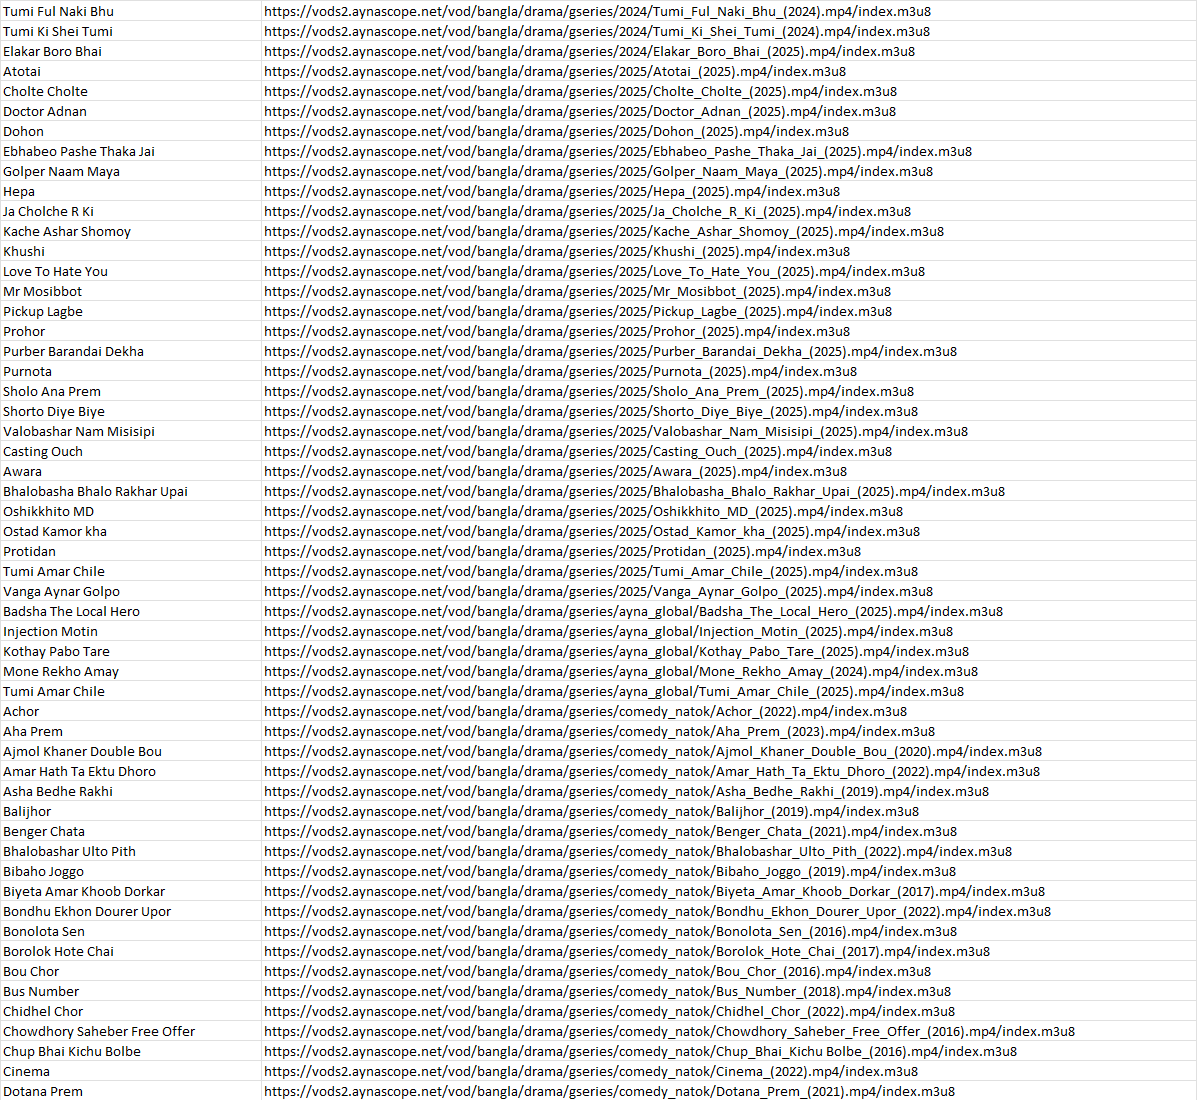 Tumi Ful Naki Bhu https://vods2.aynascope.net/vod/bangla/drama/gseries/2024/Tumi_Ful_Naki_Bhu_(2024).mp4/index.m3u8
Tumi Ki Shei Tumi https://vods2.aynascope.net/vod/bangla/drama/gseries/2024/Tumi_Ki_Shei_Tumi_(2024).mp4/index.m3u8
Elakar Boro Bhai https://vods2.aynascope.net/vod/bangla/drama/gseries/2024/Elakar_Boro_Bhai_(2025).mp4/index.m3u8
Atotai https://vods2.aynascope.net/vod/bangla/drama/gseries/2025/Atotai_(2025).mp4/index.m3u8
Cholte Cholte https://vods2.aynascope.net/vod/bangla/drama/gseries/2025/Cholte_Cholte_(2025).mp4/index.m3u8
Doctor Adnan https://vods2.aynascope.net/vod/bangla/drama/gseries/2025/Doctor_Adnan_(2025).mp4/index.m3u8
Dohon https://vods2.aynascope.net/vod/bangla/drama/gseries/2025/Dohon_(2025).mp4/index.m3u8
Ebhabeo Pashe Thaka Jai https://vods2.aynascope.net/vod/bangla/drama/gseries/2025/Ebhabeo_Pashe_Thaka_Jai_(2025).mp4/index.m3u8
Golper Naam Maya https://vods2.aynascope.net/vod/bangla/drama/gseries/2025/Golper_Naam_Maya_(2025).mp4/index.m3u8
Hepa https://vods2.aynascope.net/vod/bangla/drama/gseries/2025/Hepa_(2025).mp4/index.m3u8
Ja Cholche R Ki https://vods2.aynascope.net/vod/bangla/drama/gseries/2025/Ja_Cholche_R_Ki_(2025).mp4/index.m3u8
Kache Ashar Shomoy https://vods2.aynascope.net/vod/bangla/drama/gseries/2025/Kache_Ashar_Shomoy_(2025).mp4/index.m3u8
Khushi https://vods2.aynascope.net/vod/bangla/drama/gseries/2025/Khushi_(2025).mp4/index.m3u8
Love To Hate You https://vods2.aynascope.net/vod/bangla/drama/gseries/2025/Love_To_Hate_You_(2025).mp4/index.m3u8
Mr Mosibbot https://vods2.aynascope.net/vod/bangla/drama/gseries/2025/Mr_Mosibbot_(2025).mp4/index.m3u8
Pickup Lagbe https://vods2.aynascope.net/vod/bangla/drama/gseries/2025/Pickup_Lagbe_(2025).mp4/index.m3u8
Prohor https://vods2.aynascope.net/vod/bangla/drama/gseries/2025/Prohor_(2025).mp4/index.m3u8
Purber Barandai Dekha https://vods2.aynascope.net/vod/bangla/drama/gseries/2025/Purber_Barandai_Dekha_(2025).mp4/index.m3u8
Purnota https://vods2.aynascope.net/vod/bangla/drama/gseries/2025/Purnota_(2025).mp4/index.m3u8
Sholo Ana Prem https://vods2.aynascope.net/vod/bangla/drama/gseries/2025/Sholo_Ana_Prem_(2025).mp4/index.m3u8
Shorto Diye Biye https://vods2.aynascope.net/vod/bangla/drama/gseries/2025/Shorto_Diye_Biye_(2025).mp4/index.m3u8
Valobashar Nam Misisipi https://vods2.aynascope.net/vod/bangla/drama/gseries/2025/Valobashar_Nam_Misisipi_(2025).mp4/index.m3u8
Casting Ouch https://vods2.aynascope.net/vod/bangla/drama/gseries/2025/Casting_Ouch_(2025).mp4/index.m3u8
Awara https://vods2.aynascope.net/vod/bangla/drama/gseries/2025/Awara_(2025).mp4/index.m3u8
Bhalobasha Bhalo Rakhar Upai https://vods2.aynascope.net/vod/bangla/drama/gseries/2025/Bhalobasha_Bhalo_Rakhar_Upai_(2025).mp4/index.m3u8
Oshikkhito MD https://vods2.aynascope.net/vod/bangla/drama/gseries/2025/Oshikkhito_MD_(2025).mp4/index.m3u8
Ostad Kamor kha https://vods2.aynascope.net/vod/bangla/drama/gseries/2025/Ostad_Kamor_kha_(2025).mp4/index.m3u8
Protidan https://vods2.aynascope.net/vod/bangla/drama/gseries/2025/Protidan_(2025).mp4/index.m3u8
Tumi Amar Chile https://vods2.aynascope.net/vod/bangla/drama/gseries/2025/Tumi_Amar_Chile_(2025).mp4/index.m3u8
Vanga Aynar Golpo https://vods2.aynascope.net/vod/bangla/drama/gseries/2025/Vanga_Aynar_Golpo_(2025).mp4/index.m3u8
Badsha The Local Hero https://vods2.aynascope.net/vod/bangla/drama/gseries/ayna_global/Badsha_The_Local_Hero_(2025).mp4/index.m3u8
Injection Motin https://vods2.aynascope.net/vod/bangla/drama/gseries/ayna_global/Injection_Motin_(2025).mp4/index.m3u8
Kothay Pabo Tare https://vods2.aynascope.net/vod/bangla/drama/gseries/ayna_global/Kothay_Pabo_Tare_(2025).mp4/index.m3u8
Mone Rekho Amay https://vods2.aynascope.net/vod/bangla/drama/gseries/ayna_global/Mone_Rekho_Amay_(2024).mp4/index.m3u8
Tumi Amar Chile https://vods2.aynascope.net/vod/bangla/drama/gseries/ayna_global/Tumi_Amar_Chile_(2025).mp4/index.m3u8
Achor https://vods2.aynascope.net/vod/bangla/drama/gseries/comedy_natok/Achor_(2022).mp4/index.m3u8
Aha Prem https://vods2.aynascope.net/vod/bangla/drama/gseries/comedy_natok/Aha_Prem_(2023).mp4/index.m3u8
Ajmol Khaner Double Bou https://vods2.aynascope.net/vod/bangla/drama/gseries/comedy_natok/Ajmol_Khaner_Double_Bou_(2020).mp4/index.m3u8
Amar Hath Ta Ektu Dhoro https://vods2.aynascope.net/vod/bangla/drama/gseries/comedy_natok/Amar_Hath_Ta_Ektu_Dhoro_(2022).mp4/index.m3u8
Asha Bedhe Rakhi https://vods2.aynascope.net/vod/bangla/drama/gseries/comedy_natok/Asha_Bedhe_Rakhi_(2019).mp4/index.m3u8
Balijhor https://vods2.aynascope.net/vod/bangla/drama/gseries/comedy_natok/Balijhor_(2019).mp4/index.m3u8
Benger Chata https://vods2.aynascope.net/vod/bangla/drama/gseries/comedy_natok/Benger_Chata_(2021).mp4/index.m3u8
Bhalobashar Ulto Pith https://vods2.aynascope.net/vod/bangla/drama/gseries/comedy_natok/Bhalobashar_Ulto_Pith_(2022).mp4/index.m3u8
Bibaho Joggo https://vods2.aynascope.net/vod/bangla/drama/gseries/comedy_natok/Bibaho_Joggo_(2019).mp4/index.m3u8
Biyeta Amar Khoob Dorkar https://vods2.aynascope.net/vod/bangla/drama/gseries/comedy_natok/Biyeta_Amar_Khoob_Dorkar_(2017).mp4/index.m3u8
Bondhu Ekhon Dourer Upor https://vods2.aynascope.net/vod/bangla/drama/gseries/comedy_natok/Bondhu_Ekhon_Dourer_Upor_(2022).mp4/index.m3u8
Bonolota Sen https://vods2.aynascope.net/vod/bangla/drama/gseries/comedy_natok/Bonolota_Sen_(2016).mp4/index.m3u8
Borolok Hote Chai https://vods2.aynascope.net/vod/bangla/drama/gseries/comedy_natok/Borolok_Hote_Chai_(2017).mp4/index.m3u8
Bou Chor https://vods2.aynascope.net/vod/bangla/drama/gseries/comedy_natok/Bou_Chor_(2016).mp4/index.m3u8
Bus Number https://vods2.aynascope.net/vod/bangla/drama/gseries/comedy_natok/Bus_Number_(2018).mp4/index.m3u8
Chidhel Chor https://vods2.aynascope.net/vod/bangla/drama/gseries/comedy_natok/Chidhel_Chor_(2022).mp4/index.m3u8
Chowdhory Saheber Free Offer https://vods2.aynascope.net/vod/bangla/drama/gseries/comedy_natok/Chowdhory_Saheber_Free_Offer_(2016).mp4/index.m3u8
Chup Bhai Kichu Bolbe https://vods2.aynascope.net/vod/bangla/drama/gseries/comedy_natok/Chup_Bhai_Kichu Bolbe_(2016).mp4/index.m3u8
Cinema https://vods2.aynascope.net/vod/bangla/drama/gseries/comedy_natok/Cinema_(2022).mp4/index.m3u8
Dotana Prem https://vods2.aynascope.net/vod/bangla/drama/gseries/comedy_natok/Dotana_Prem_(2021).mp4/index.m3u8